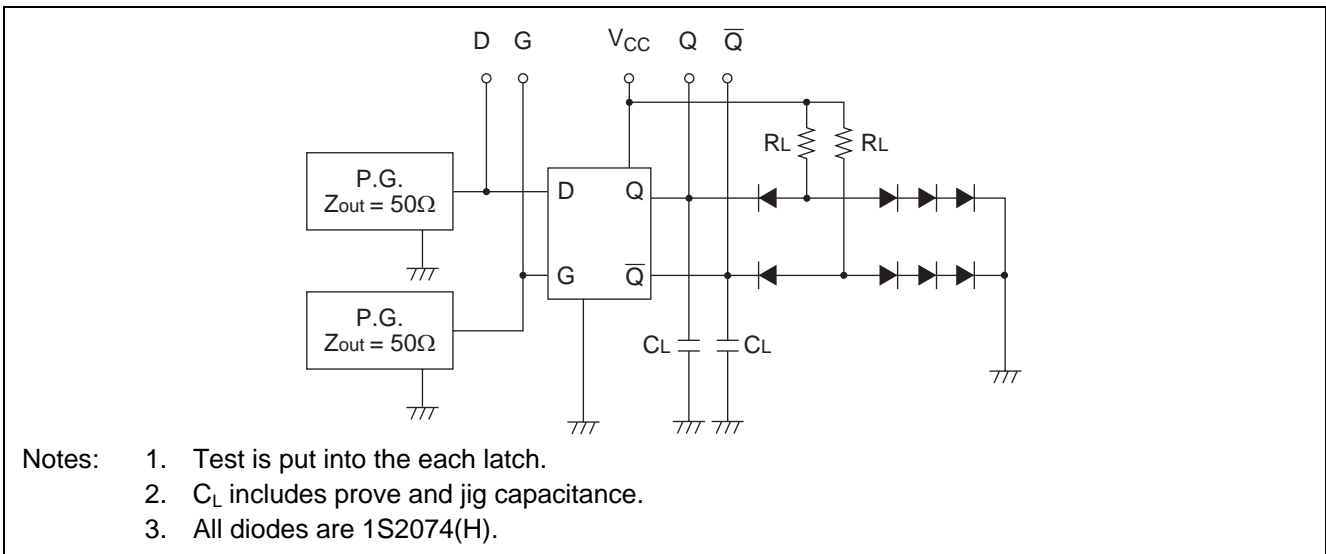 D G VCC Q Q̅
RL RL
P.G.
Zout = 50Ω
D Q
G Q̅
P.G.
Zout = 50Ω
CL CL
Notes: 1. Test is put into the each latch.
2. CL includes prove and jig capacitance.
3. All diodes are 1S2074(H).